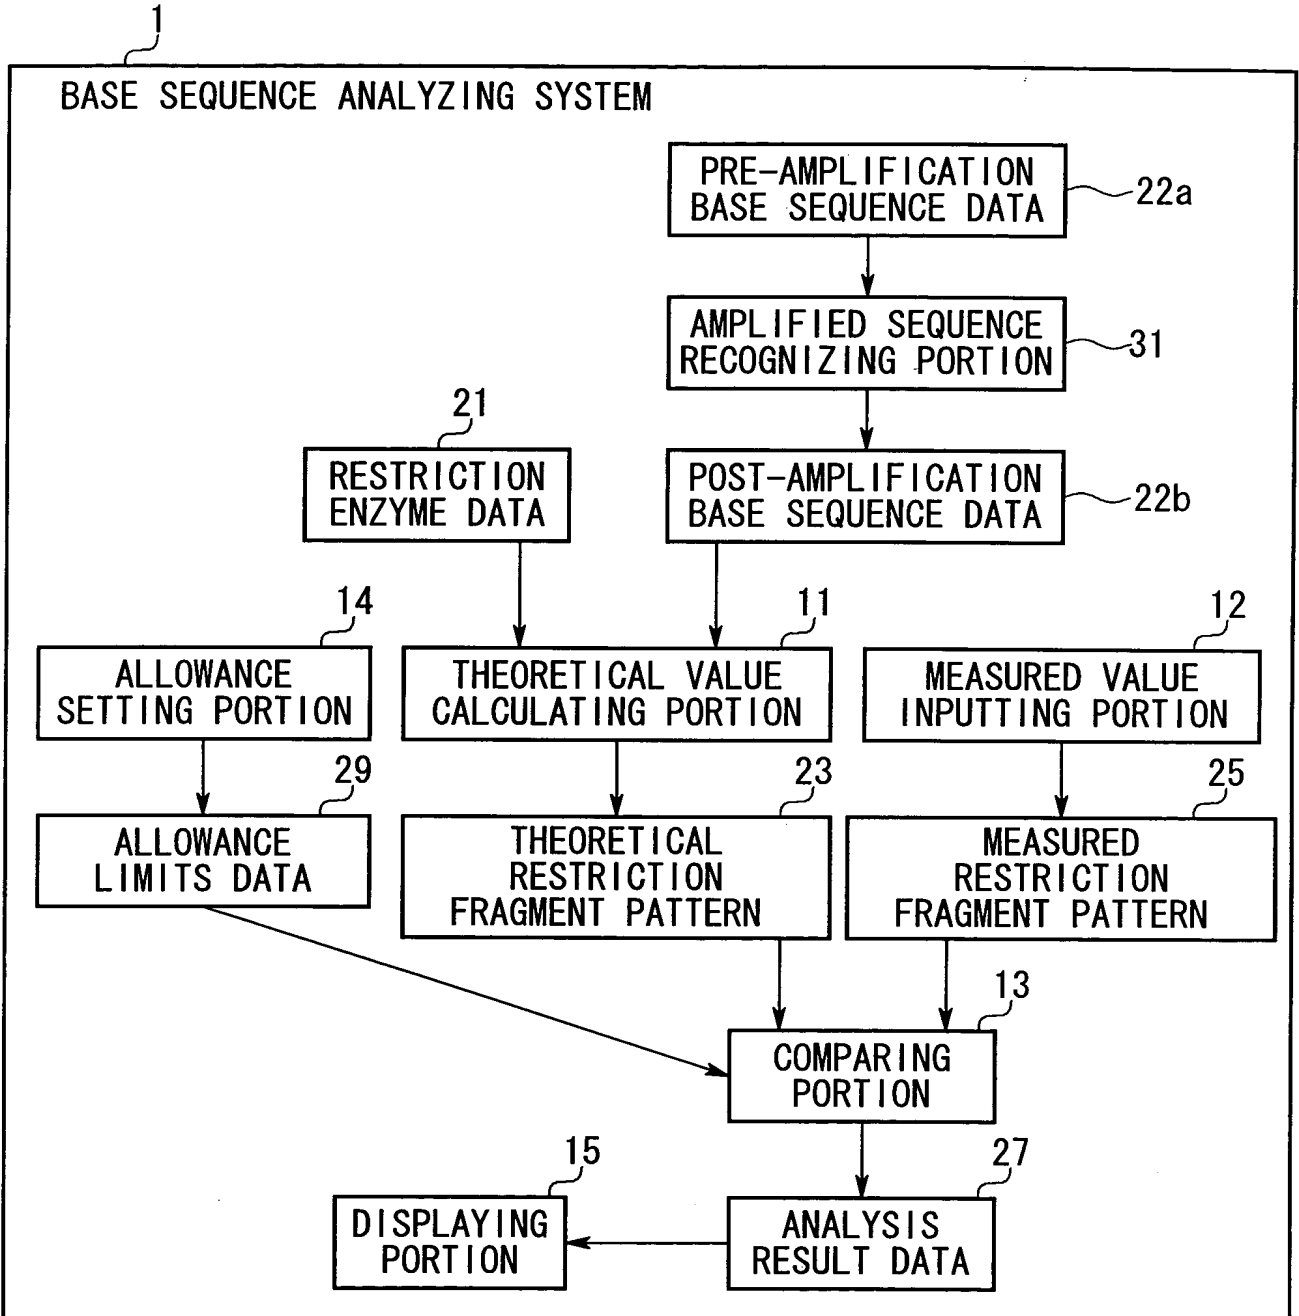 1
BASE SEQUENCE ANALYZING SYSTEM
PRE-AMPLIFICATION
BASE SEQUENCE DATA
22a
AMPLIFIED SEQUENCE
RECOGNIZING PORTION
31
21
RESTRICTION
ENZYME DATA
POST-AMPLIFICATION
BASE SEQUENCE DATA
22b
14
ALLOWANCE
SETTING PORTION
11
THEORETICAL VALUE
CALCULATING PORTION
12
MEASURED VALUE
INPUTTING PORTION
29
ALLOWANCE
LIMITS DATA
23
THEORETICAL
RESTRICTION
FRAGMENT PATTERN
25
MEASURED
RESTRICTION
FRAGMENT PATTERN
13
COMPARING
PORTION
15
DISPLAYING
PORTION
27
ANALYSIS
RESULT DATA